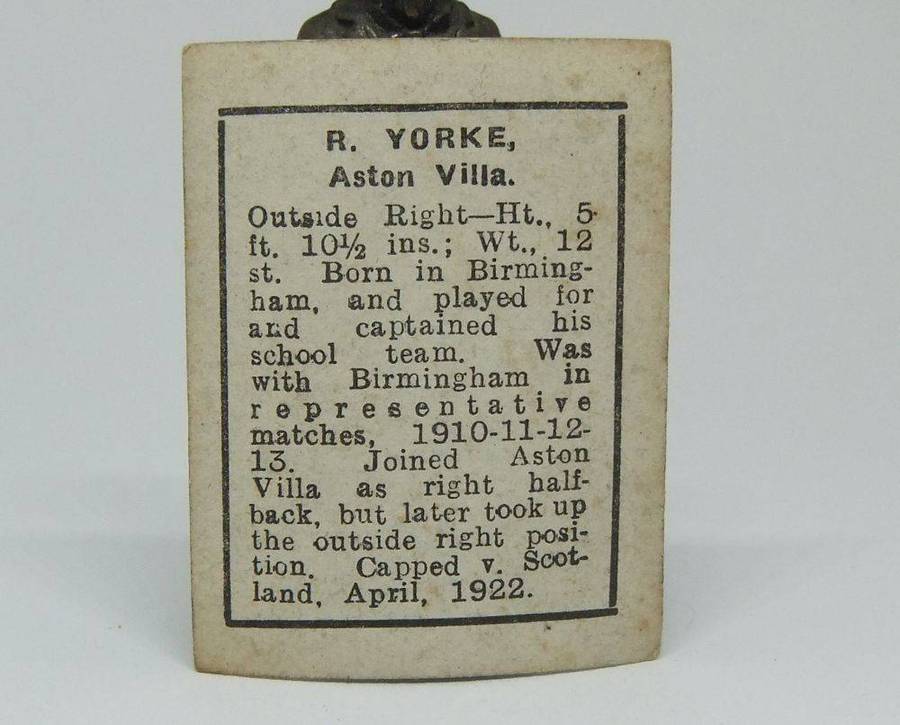 R. YORKE,
Aston Villa.
Outside Right—Ht., 5
ft. 10½ ins.; Wt., 12
st. Born in Birming-
ham, and played for
and captained his
school team. Was
with Birmingham in
representative
matches, 1910-11-12-
13. Joined Aston
Villa as right half-
back, but later took up
the outside right posi-
tion. Capped v. Scot-
land, April, 1922.